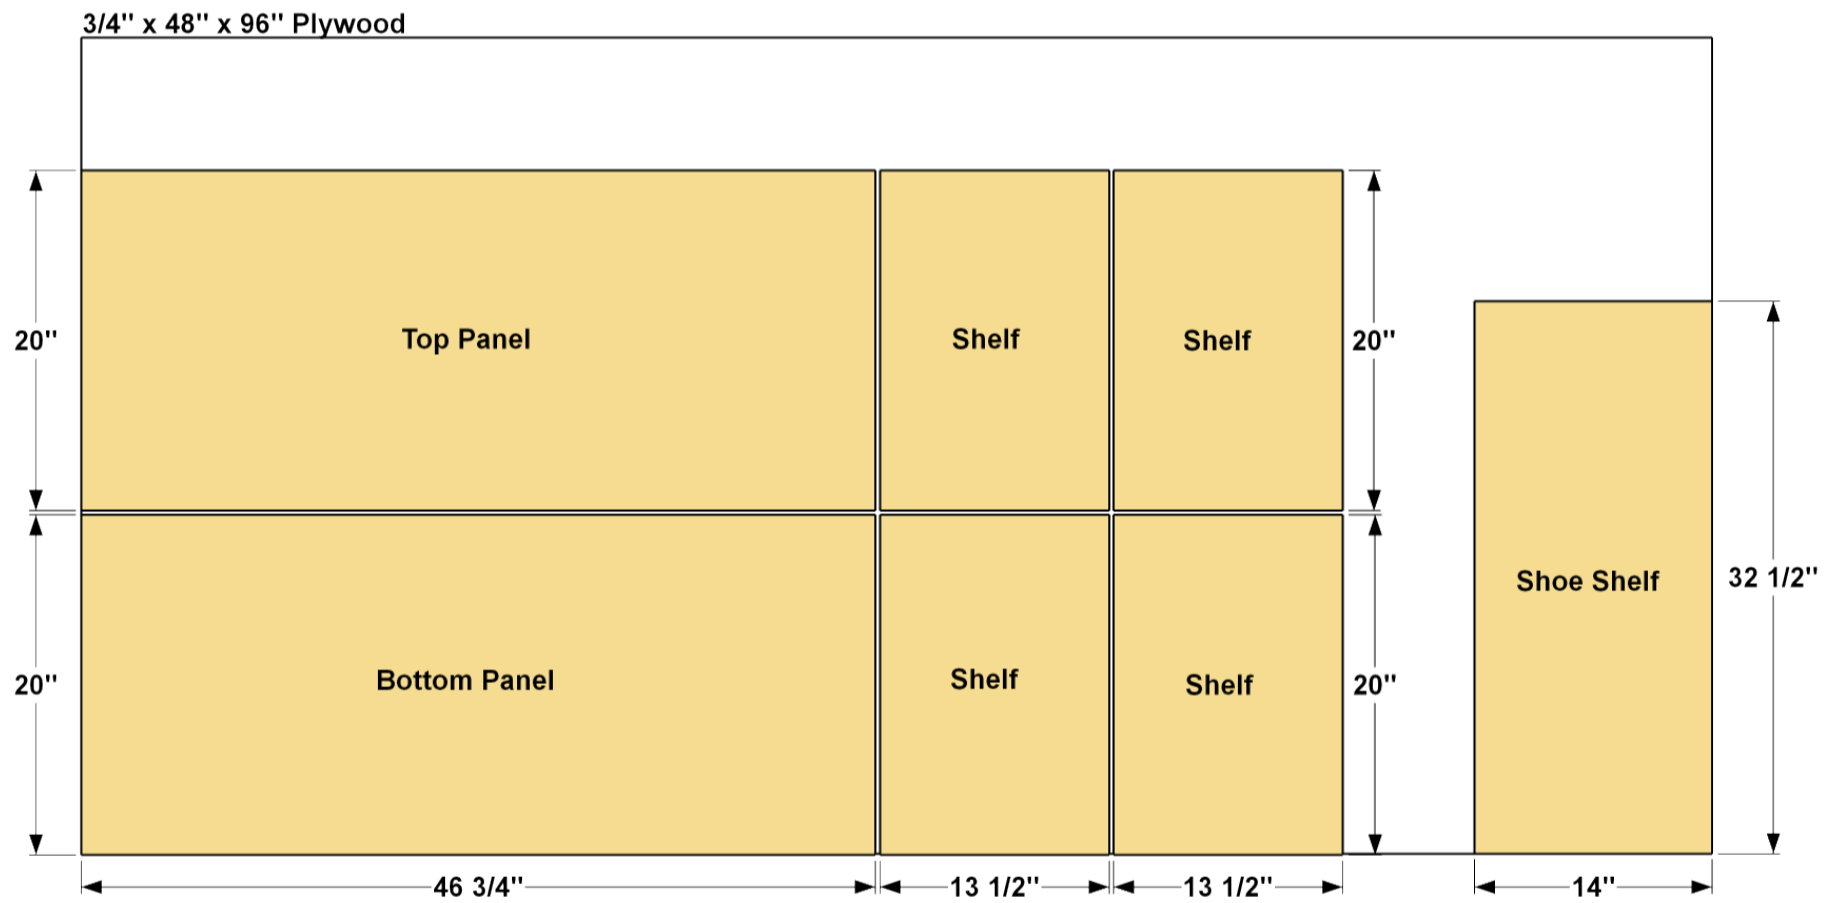 3/4" x 48" x 96" Plywood
20"
Top Panel
Shelf
Shelf
20"
Shoe Shelf
32 1/2"
20"
Bottom Panel
Shelf
Shelf
20"
46 3/4"
13 1/2"
13 1/2"
14"